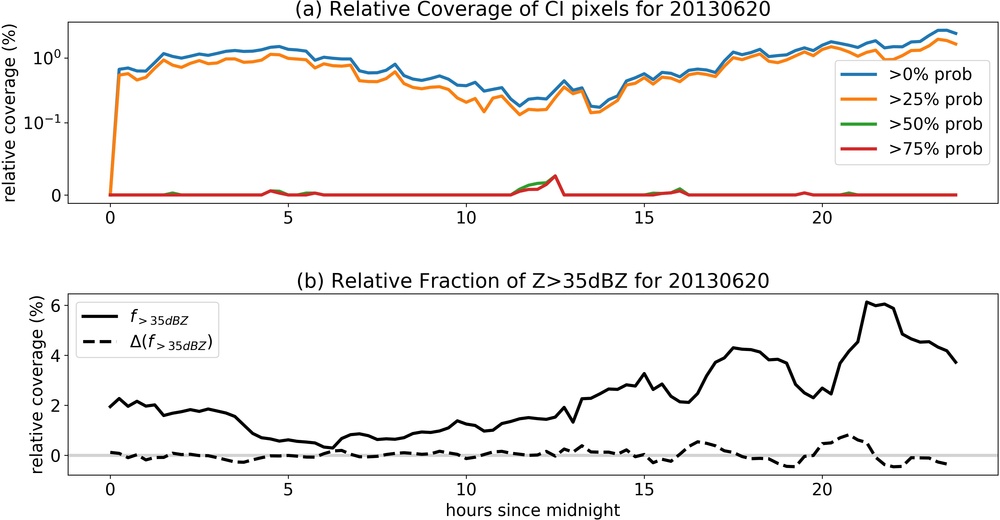 (a) Relative Coverage of CI pixels for 20130620
relative coverage (%)
10⁰
10⁻¹
0
>0% prob
>25% prob
>50% prob
>75% prob
0 5 10 15 20
(b) Relative Fraction of Z>35dBZ for 20130620
relative coverage (%)
6
4
2
0
f>35dBZ
Δ(f>35dBZ)
0 5 10 15 20
hours since midnight